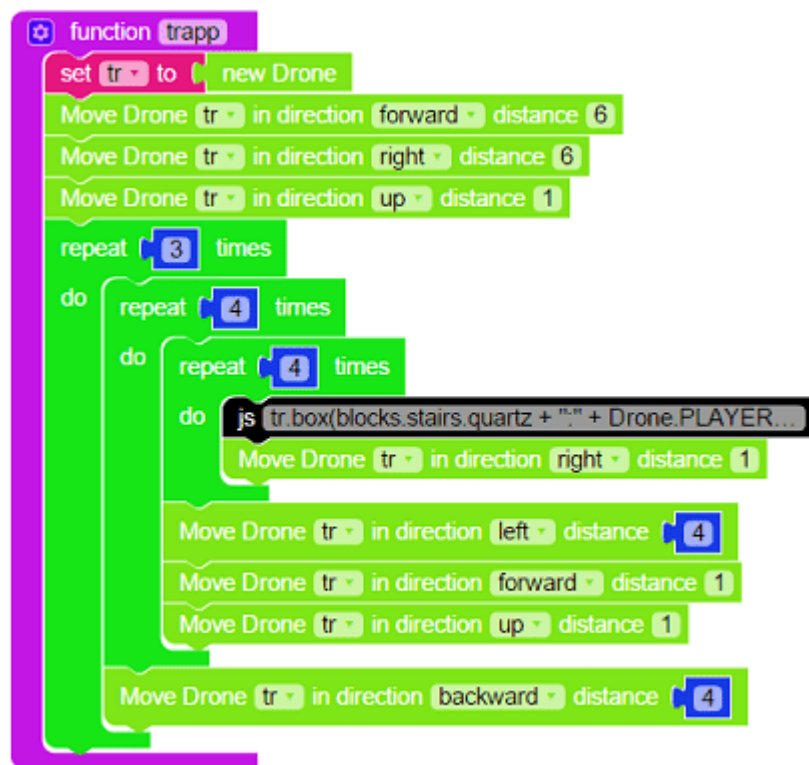 function trapp
set tr to new Drone
Move Drone tr in direction forward distance 6
Move Drone tr in direction right distance 6
Move Drone tr in direction up distance 1
repeat 3 times
do repeat 4 times
do repeat 4 times
do js tr.box(blocks.stairs.quartz + ":" + Drone.PLAYER...
Move Drone tr in direction right distance 1
Move Drone tr in direction left distance 4
Move Drone tr in direction forward distance 1
Move Drone tr in direction up distance 1
Move Drone tr in direction backward distance 4